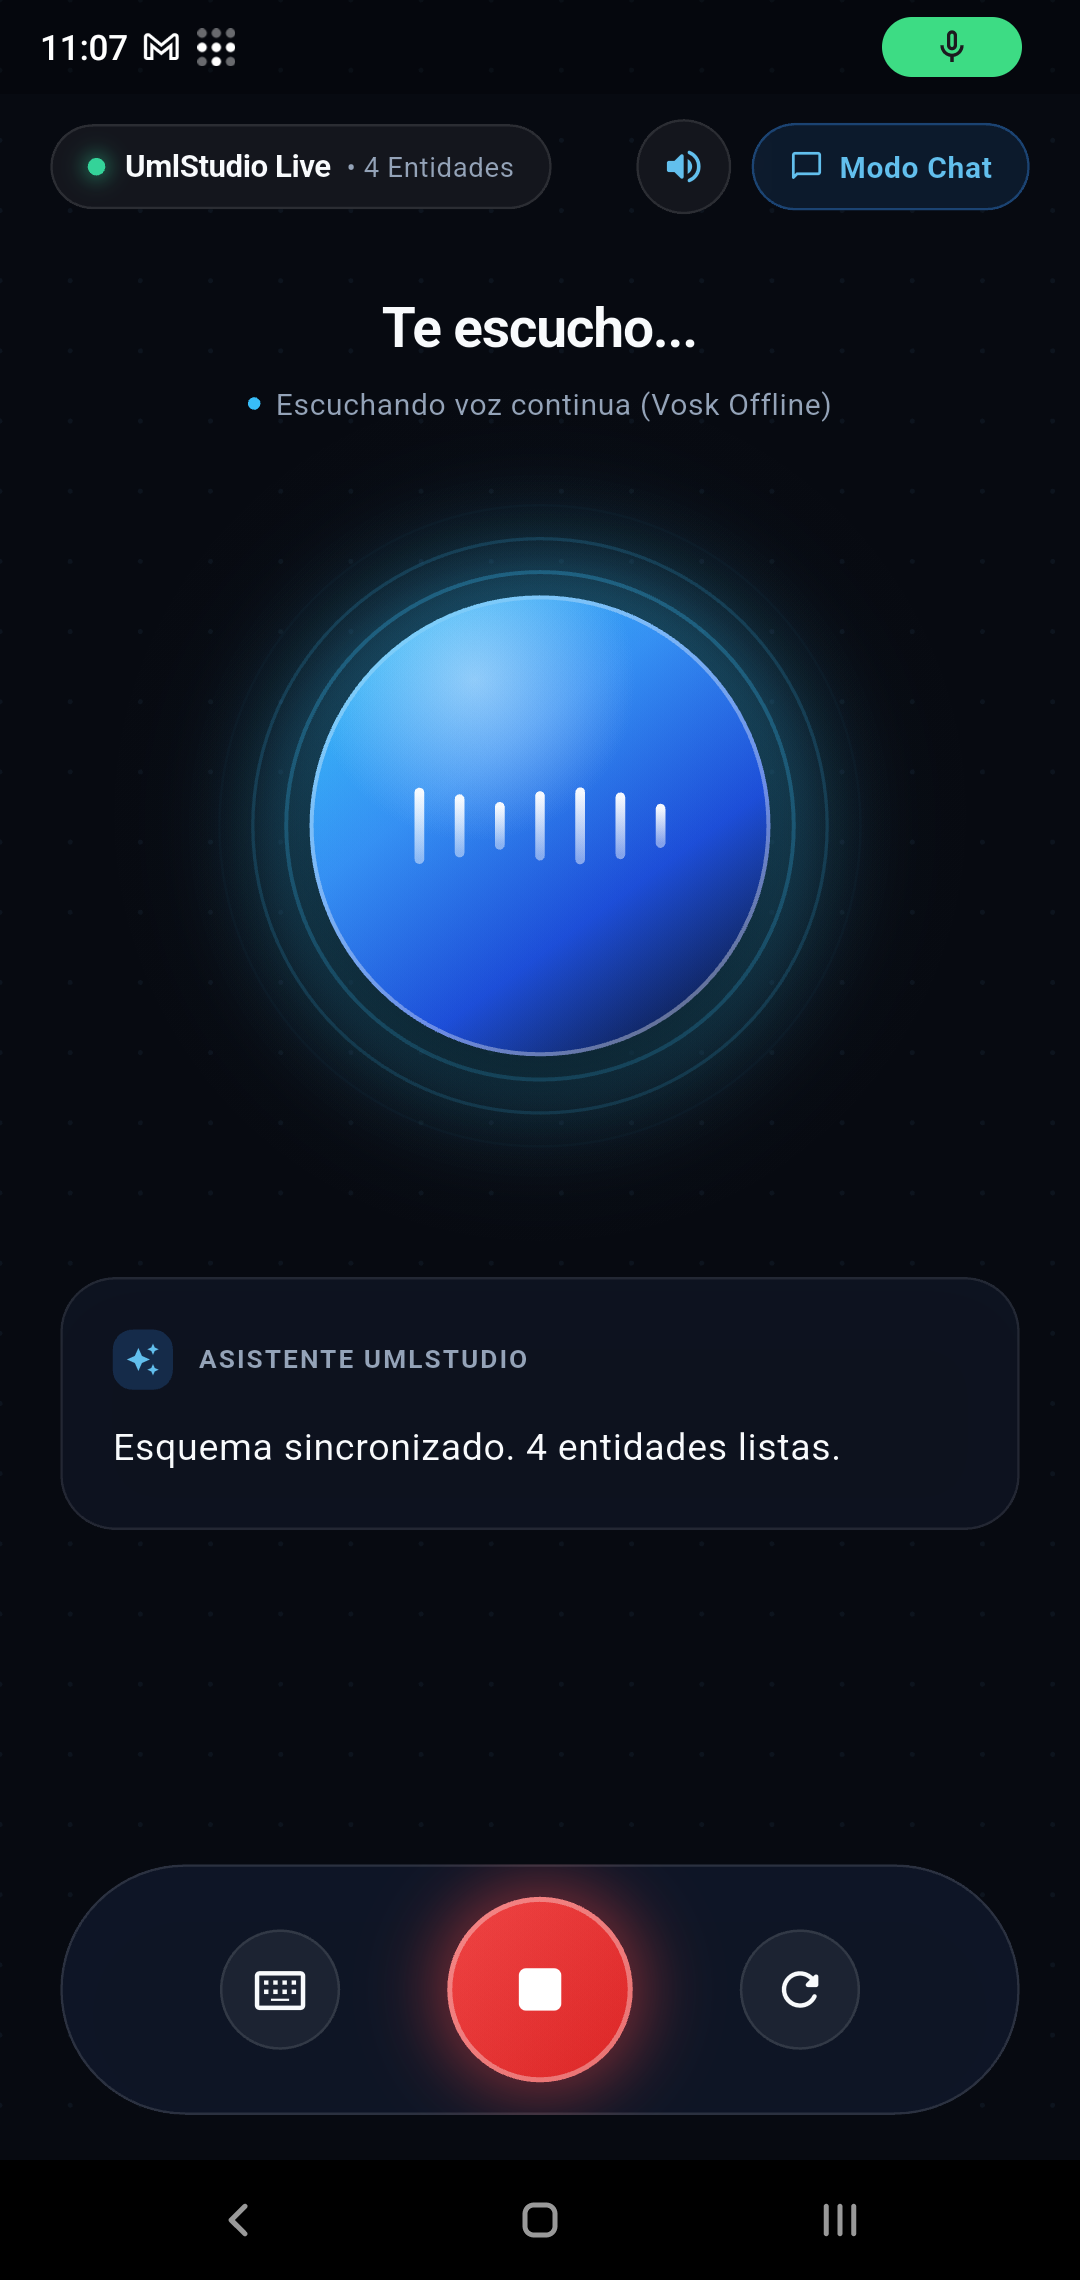 11:07
UmlStudio Live • 4 Entidades
Modo Chat
Te escucho...
Escuchando voz continua (Vosk Offline)
ASISTENTE UMLSTUDIO
Esquema sincronizado. 4 entidades listas.